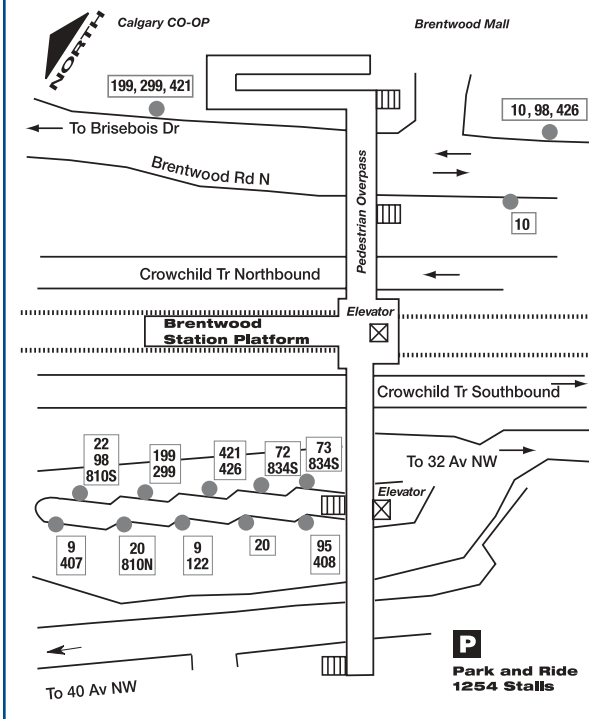 Calgary CO-OP
Brentwood Mall
NORTH
199, 299, 421
10, 98, 426
To Brisebois Dr
Brentwood Rd N
Pedestrian Overpass
10
Crowchild Tr Northbound
Elevator
Brentwood
Station Platform
Crowchild Tr Southbound
22
98
810S
199
299
421
426
72
834S
73
834S
To 32 Av NW
Elevator
9
407
20
810N
9
122
20
95
408
P
Park and Ride
1254 Stalls
To 40 Av NW